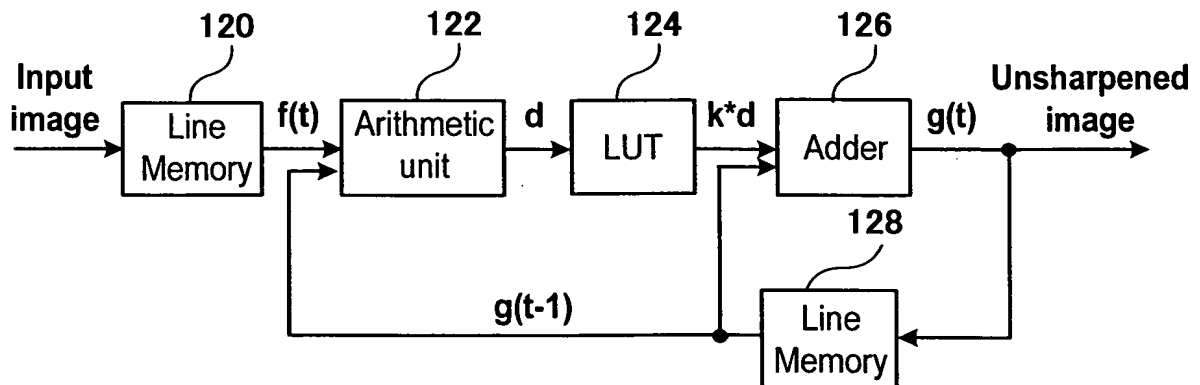 120
122
124
126
Input
image
Line
Memory
f(t)
Arithmetic
unit
d
LUT
k*d
Adder
g(t)
Unsharpened
image
128
g(t-1)
Line
Memory